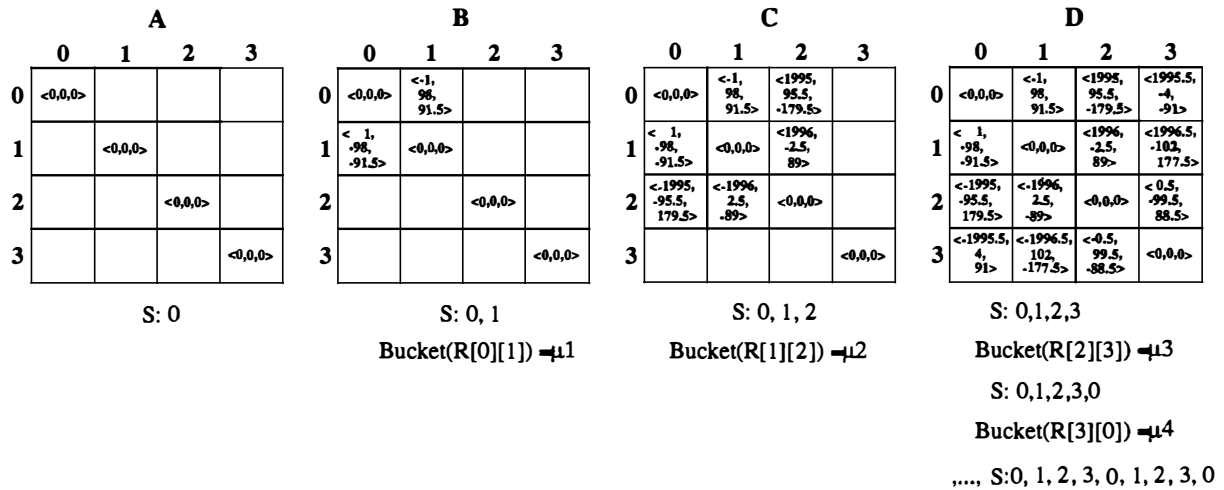 A B C D
0 1 2 3 0 1 2 3 0 1 2 3 0 1 2 3
0 <0,0,0> 0 <0,0,0> <-1, 98, 91.5> 0 <0,0,0> <-1, 98, 91.5> <1995, 95.5, -179.5> 0 <0,0,0> <-1, 98, 91.5> <1995, 95.5, -179.5> <1995.5, -4, -91>
1 <0,0,0> 1 < 1, -98, -91.5> <0,0,0> 1 < 1, -98, -91.5> <0,0,0> <1996, -2.5, 89> 1 < 1, -98, -91.5> <0,0,0> <1996, -2.5, 89> <1996.5, -102, 177.5>
2 <0,0,0> 2 <0,0,0> 2 <-1995, -95.5, 179.5> <-1996, 2.5, -89> <0,0,0> 2 <-1995, -95.5, 179.5> <-1996, 2.5, -89> <0,0,0> < 0.5, -99.5, 88.5>
3 <0,0,0> 3 <0,0,0> 3 <0,0,0> 3 <-1995.5, 4, 91> <-1996.5, 102, -177.5> <-0.5, 99.5, -88.5> <0,0,0>
S: 0 S: 0, 1 S: 0, 1, 2 S: 0,1,2,3
Bucket(R[0][1]) =μ1 Bucket(R[1][2]) =μ2 Bucket(R[2][3]) =μ3
S: 0,1,2,3,0
Bucket(R[3][0]) =μ4
,..., S:0, 1, 2, 3, 0, 1, 2, 3, 0